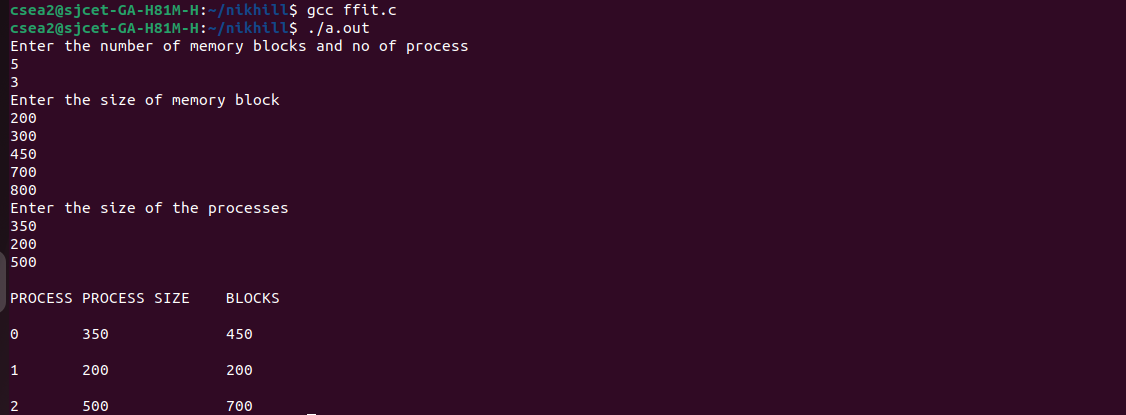 csea2@sjcet-GA-H81M-H:~/nikhill$ gcc ffit.c
csea2@sjcet-GA-H81M-H:~/nikhill$ ./a.out
Enter the number of memory blocks and no of process
5
3
Enter the size of memory block
200
300
450
700
800
Enter the size of the processes
350
200
500
PROCESS PROCESS SIZE    BLOCKS
0       350             450
1       200             200
2       500             700